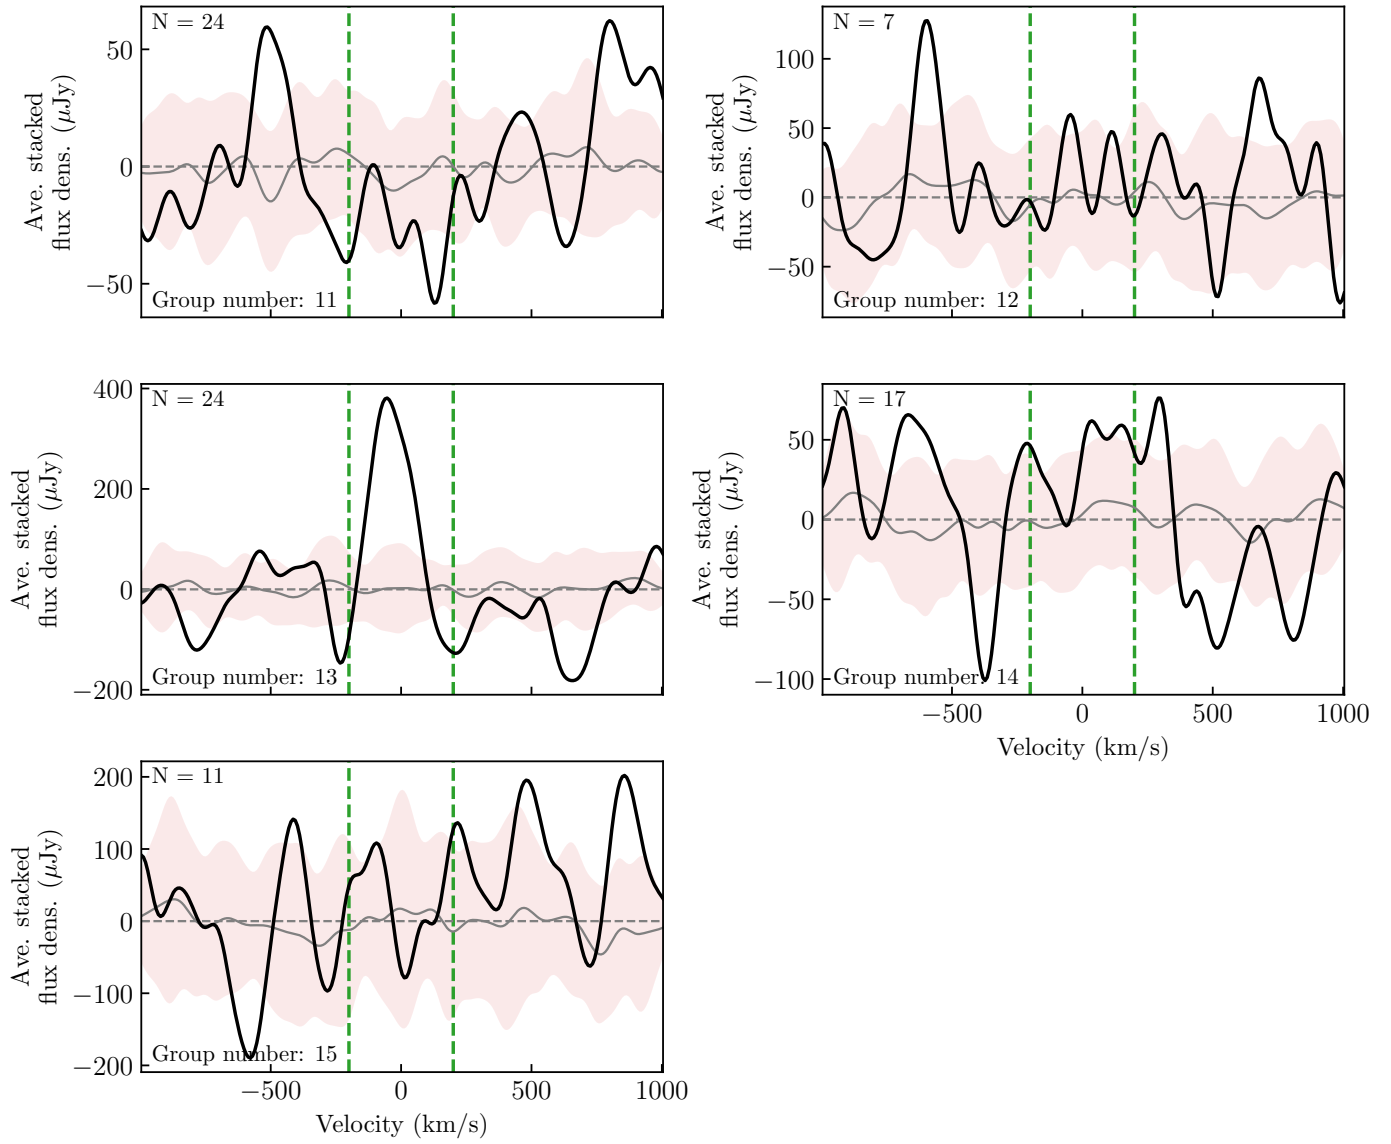 N = 24
50
0
−50
Ave. stacked
flux dens. (μJy)
Group number: 11
N = 7
100
50
0
−50
Ave. stacked
flux dens. (μJy)
Group number: 12
N = 24
400
200
0
−200
Ave. stacked
flux dens. (μJy)
Group number: 13
N = 17
50
0
−50
−100
Ave. stacked
flux dens. (μJy)
Group number: 14
−500 0 500 1000
Velocity (km/s)
N = 11
200
100
0
−100
−200
Ave. stacked
flux dens. (μJy)
Group number: 15
−500 0 500 1000
Velocity (km/s)